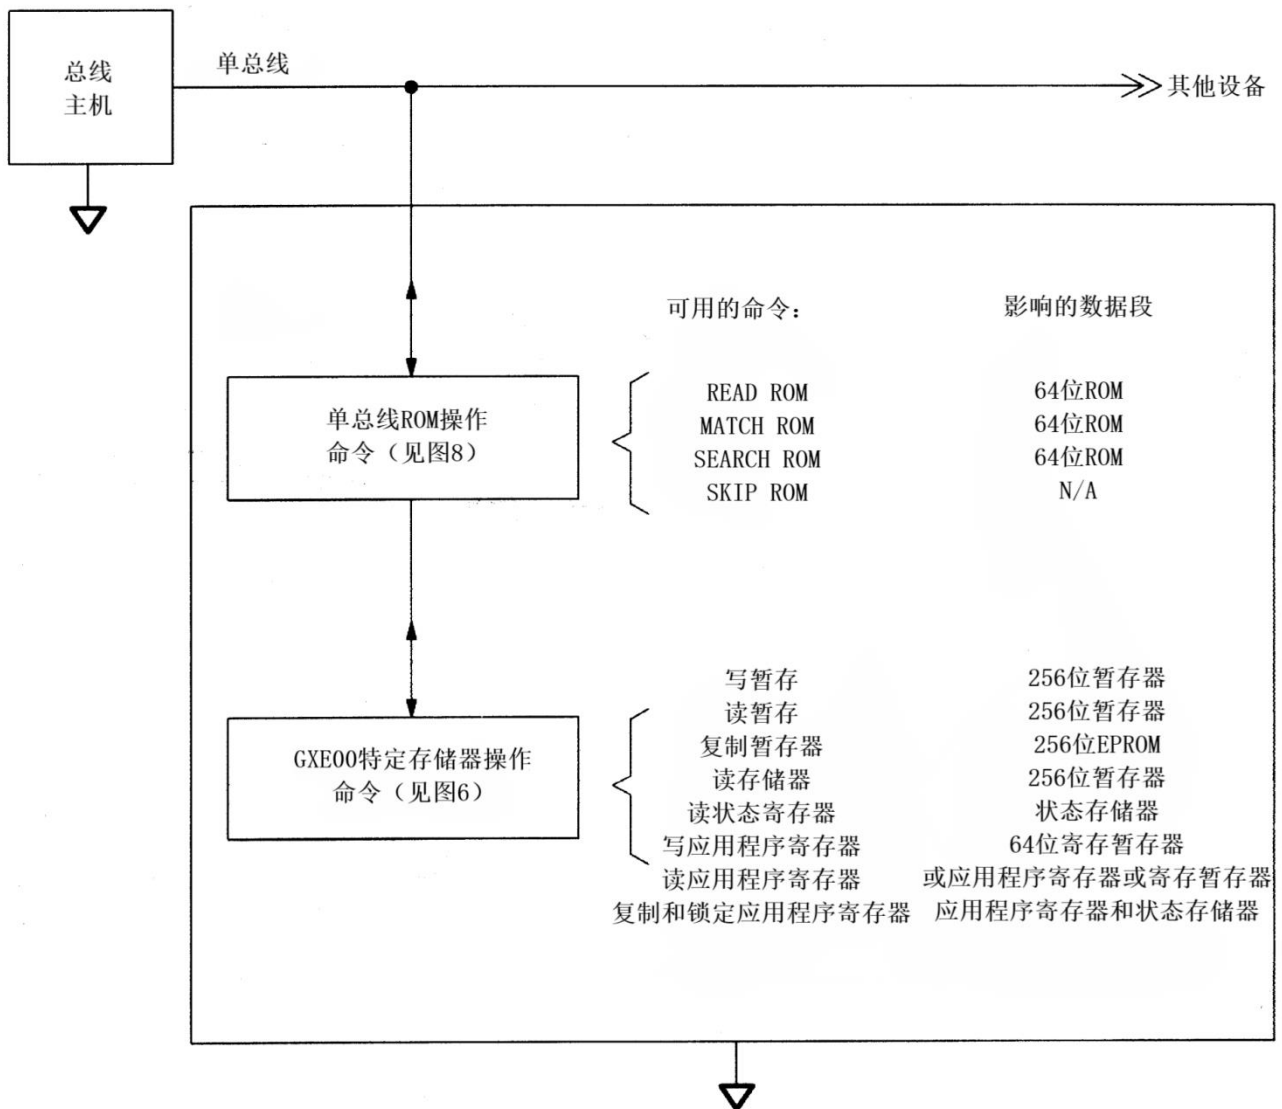 总线
主机
单总线
其他设备
可用的命令: 影响的数据段
单总线ROM操作
命令（见图8）
READ ROM 64位ROM
MATCH ROM 64位ROM
SEARCH ROM 64位ROM
SKIP ROM N/A
GXE00特定存储器操作
命令（见图6）
写暂存 256位暂存器
读暂存 256位暂存器
复制暂存器 256位EPROM
读存储器 256位暂存器
读状态寄存器 状态存储器
写应用程序寄存器 64位寄存暂存器
读应用程序寄存器 或应用程序寄存器或寄存暂存器
复制和锁定应用程序寄存器 应用程序寄存器和状态存储器